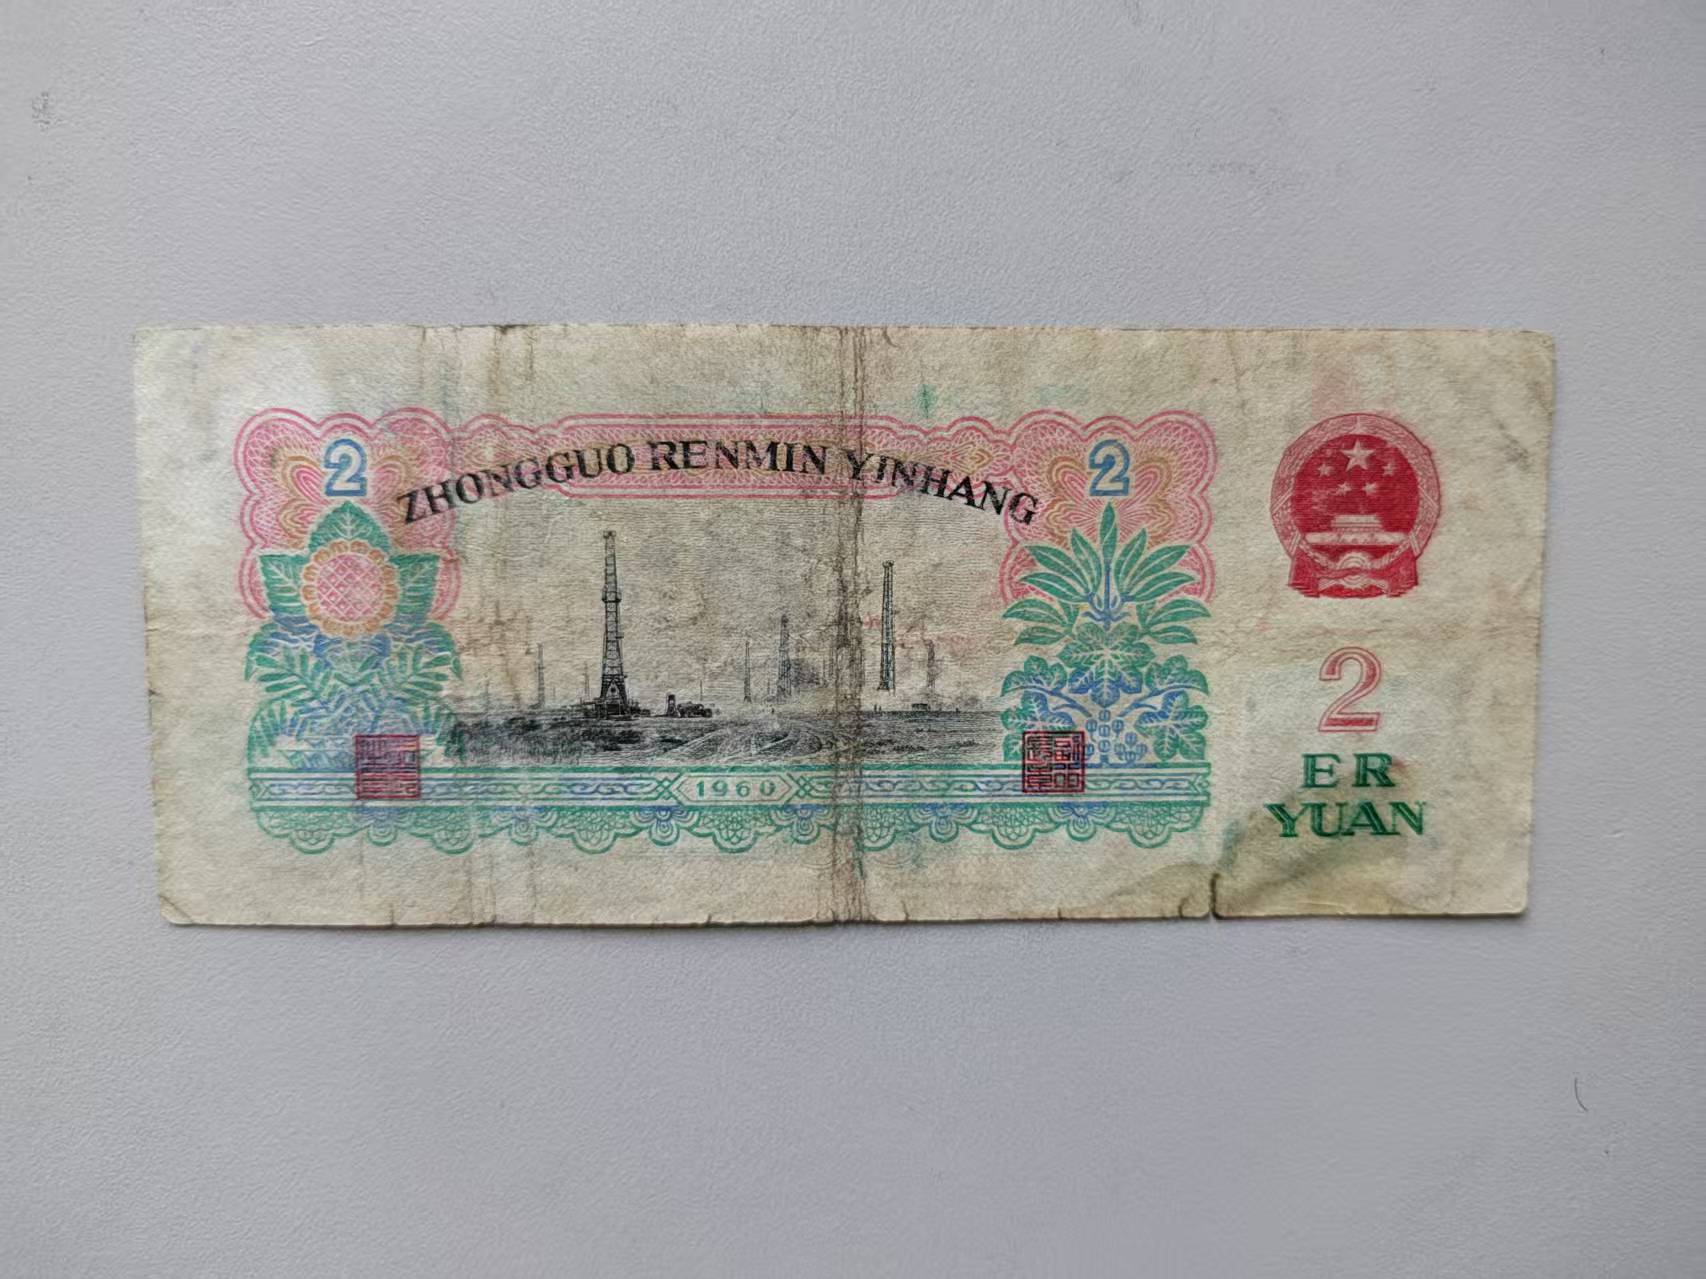 2
2
ZHONGGUO RENMIN YINHANG
1960
2
ER
YUAN